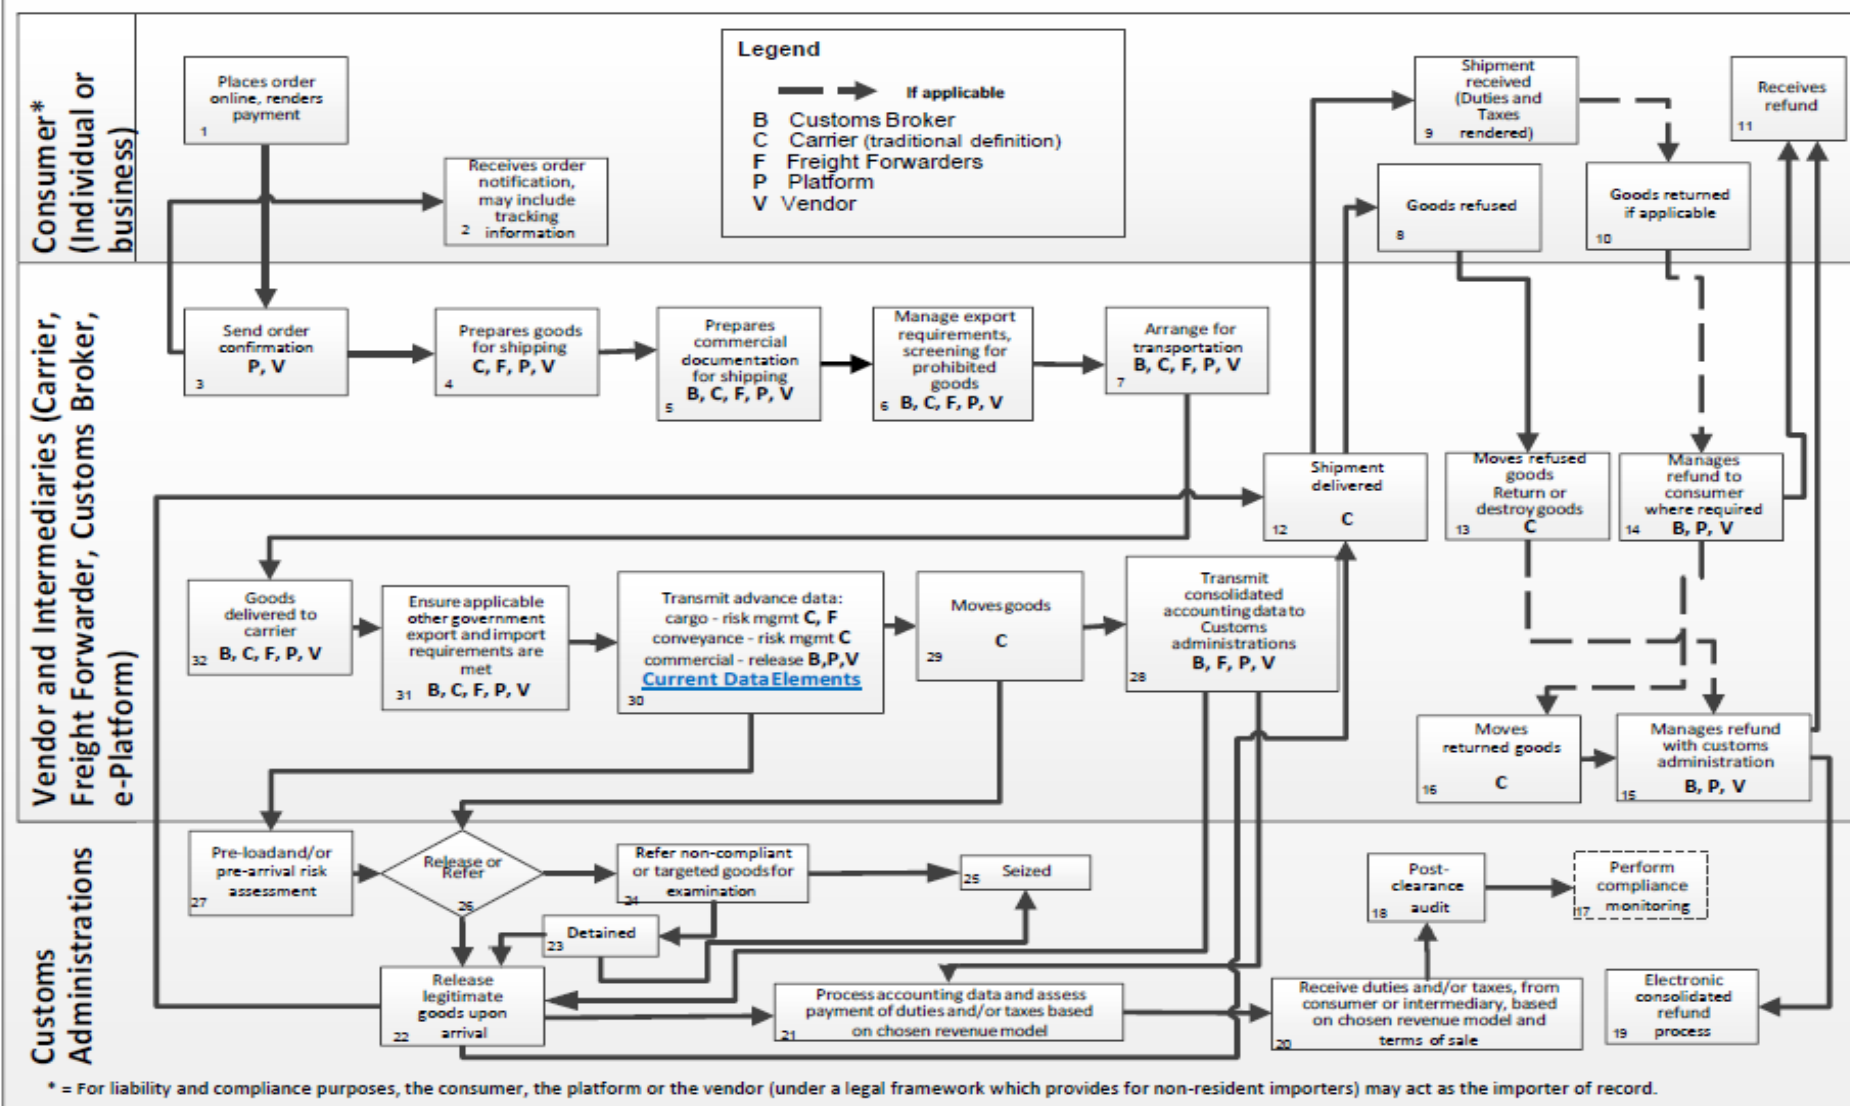 Consumer*
(Individual or
business)
Places order
online, renders
payment
1
Receives order
notification,
may include
tracking
information
2
Legend
If applicable
B Customs Broker
C Carrier (traditional definition)
F Freight Forwarders
P Platform
V Vendor
Shipment
received
(Duties and
Taxes
rendered)
9
Receives
refund
11
Goods refused
8
Goods returned
if applicable
10
Vendor and Intermediaries (Carrier,
Freight Forwarder, Customs Broker,
e-Platform)
Send order
confirmation
P, V
3
Prepares goods
for shipping
C, F, P, V
4
Prepares
commercial
documentation
for shipping
B, C, F, P, V
5
Manage export
requirements,
screening for
prohibited
goods
B, C, F, P, V
6
Arrange for
transportation
B, C, F, P, V
7
Shipment
delivered
C
12
Moves refused
goods
Return or
destroy goods
C
13
Manages
refund to
consumer
where required
B, P, V
14
Goods
delivered to
carrier
B, C, F, P, V
32
Ensure applicable
other government
export and import
requirements are
met
B, C, F, P, V
31
Transmit advance data:
cargo - risk mgmt C, F
conveyance - risk mgmt C
commercial - release B,P,V
Current Data Elements
30
Moves goods
C
29
Transmit
consolidated
accounting data to
Customs
administrations
B, F, P, V
28
Moves
returned goods
C
16
Manages refund
with customs
administration
B, P, V
15
Customs
Administrations
Pre-load and/or
pre-arrival risk
assessment
27
Release or
Refer
26
Refer non-compliant
or targeted goods for
examination
24
Seized
25
Detained
23
Post-
clearance
audit
18
Perform
compliance
monitoring
17
Release
legitimate
goods upon
arrival
22
Process accounting data and assess
payment of duties and/or taxes based
on chosen revenue model
21
Receive duties and/or taxes, from
consumer or intermediary, based
on chosen revenue model and
terms of sale
20
Electronic
consolidated
refund
process
19
* = For liability and compliance purposes, the consumer, the platform or the vendor (under a legal framework which provides for non-resident importers) may act as the importer of record.